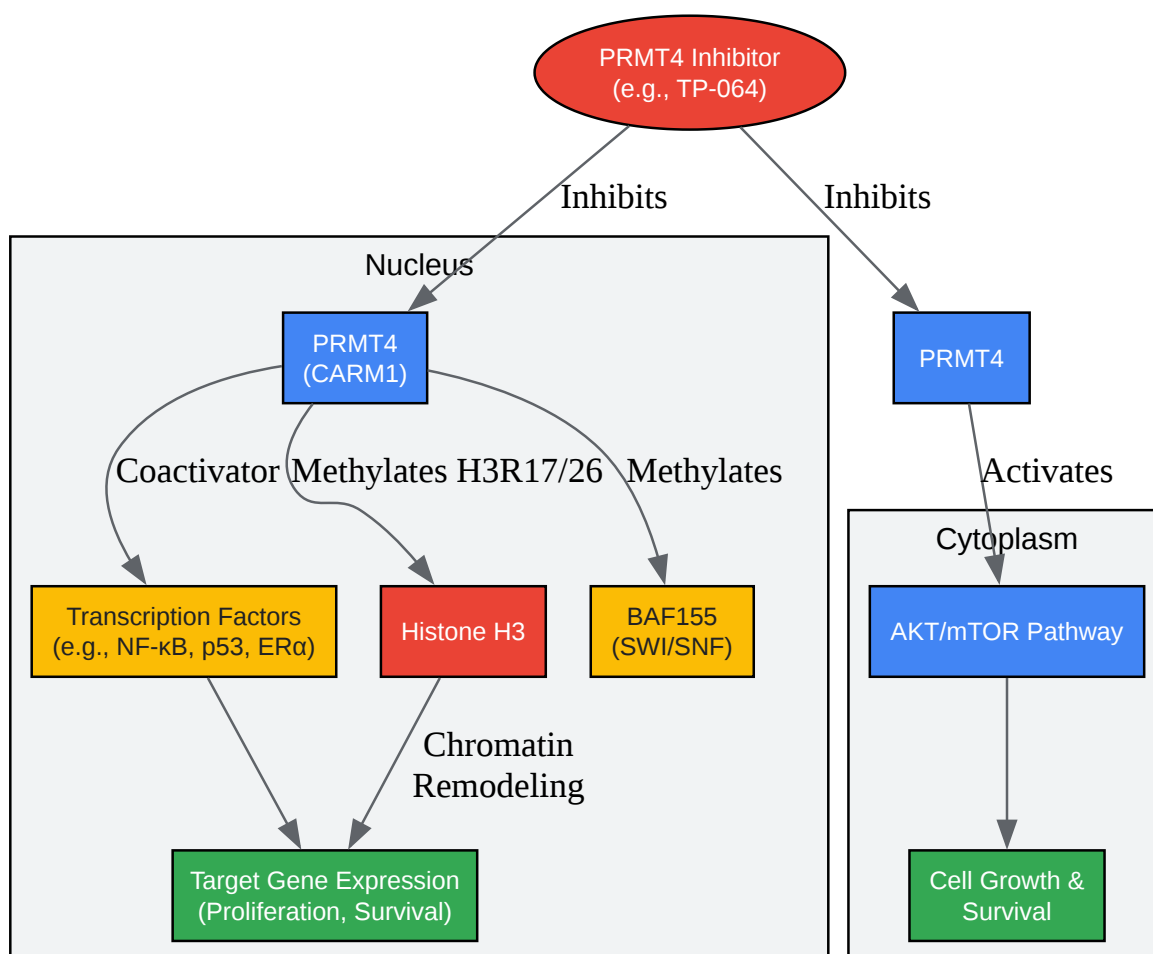 PRMT4 Inhibitor
(e.g., TP-064)
Inhibits
Inhibits
Nucleus
PRMT4
(CARM1)
PRMT4
Coactivator
Methylates H3R17/26
Methylates
Activates
Cytoplasm
Transcription Factors
(e.g., NF-κB, p53, ERα)
Histone H3
BAF155
(SWI/SNF)
AKT/mTOR Pathway
Chromatin
Remodeling
Target Gene Expression
(Proliferation, Survival)
Cell Growth &
Survival